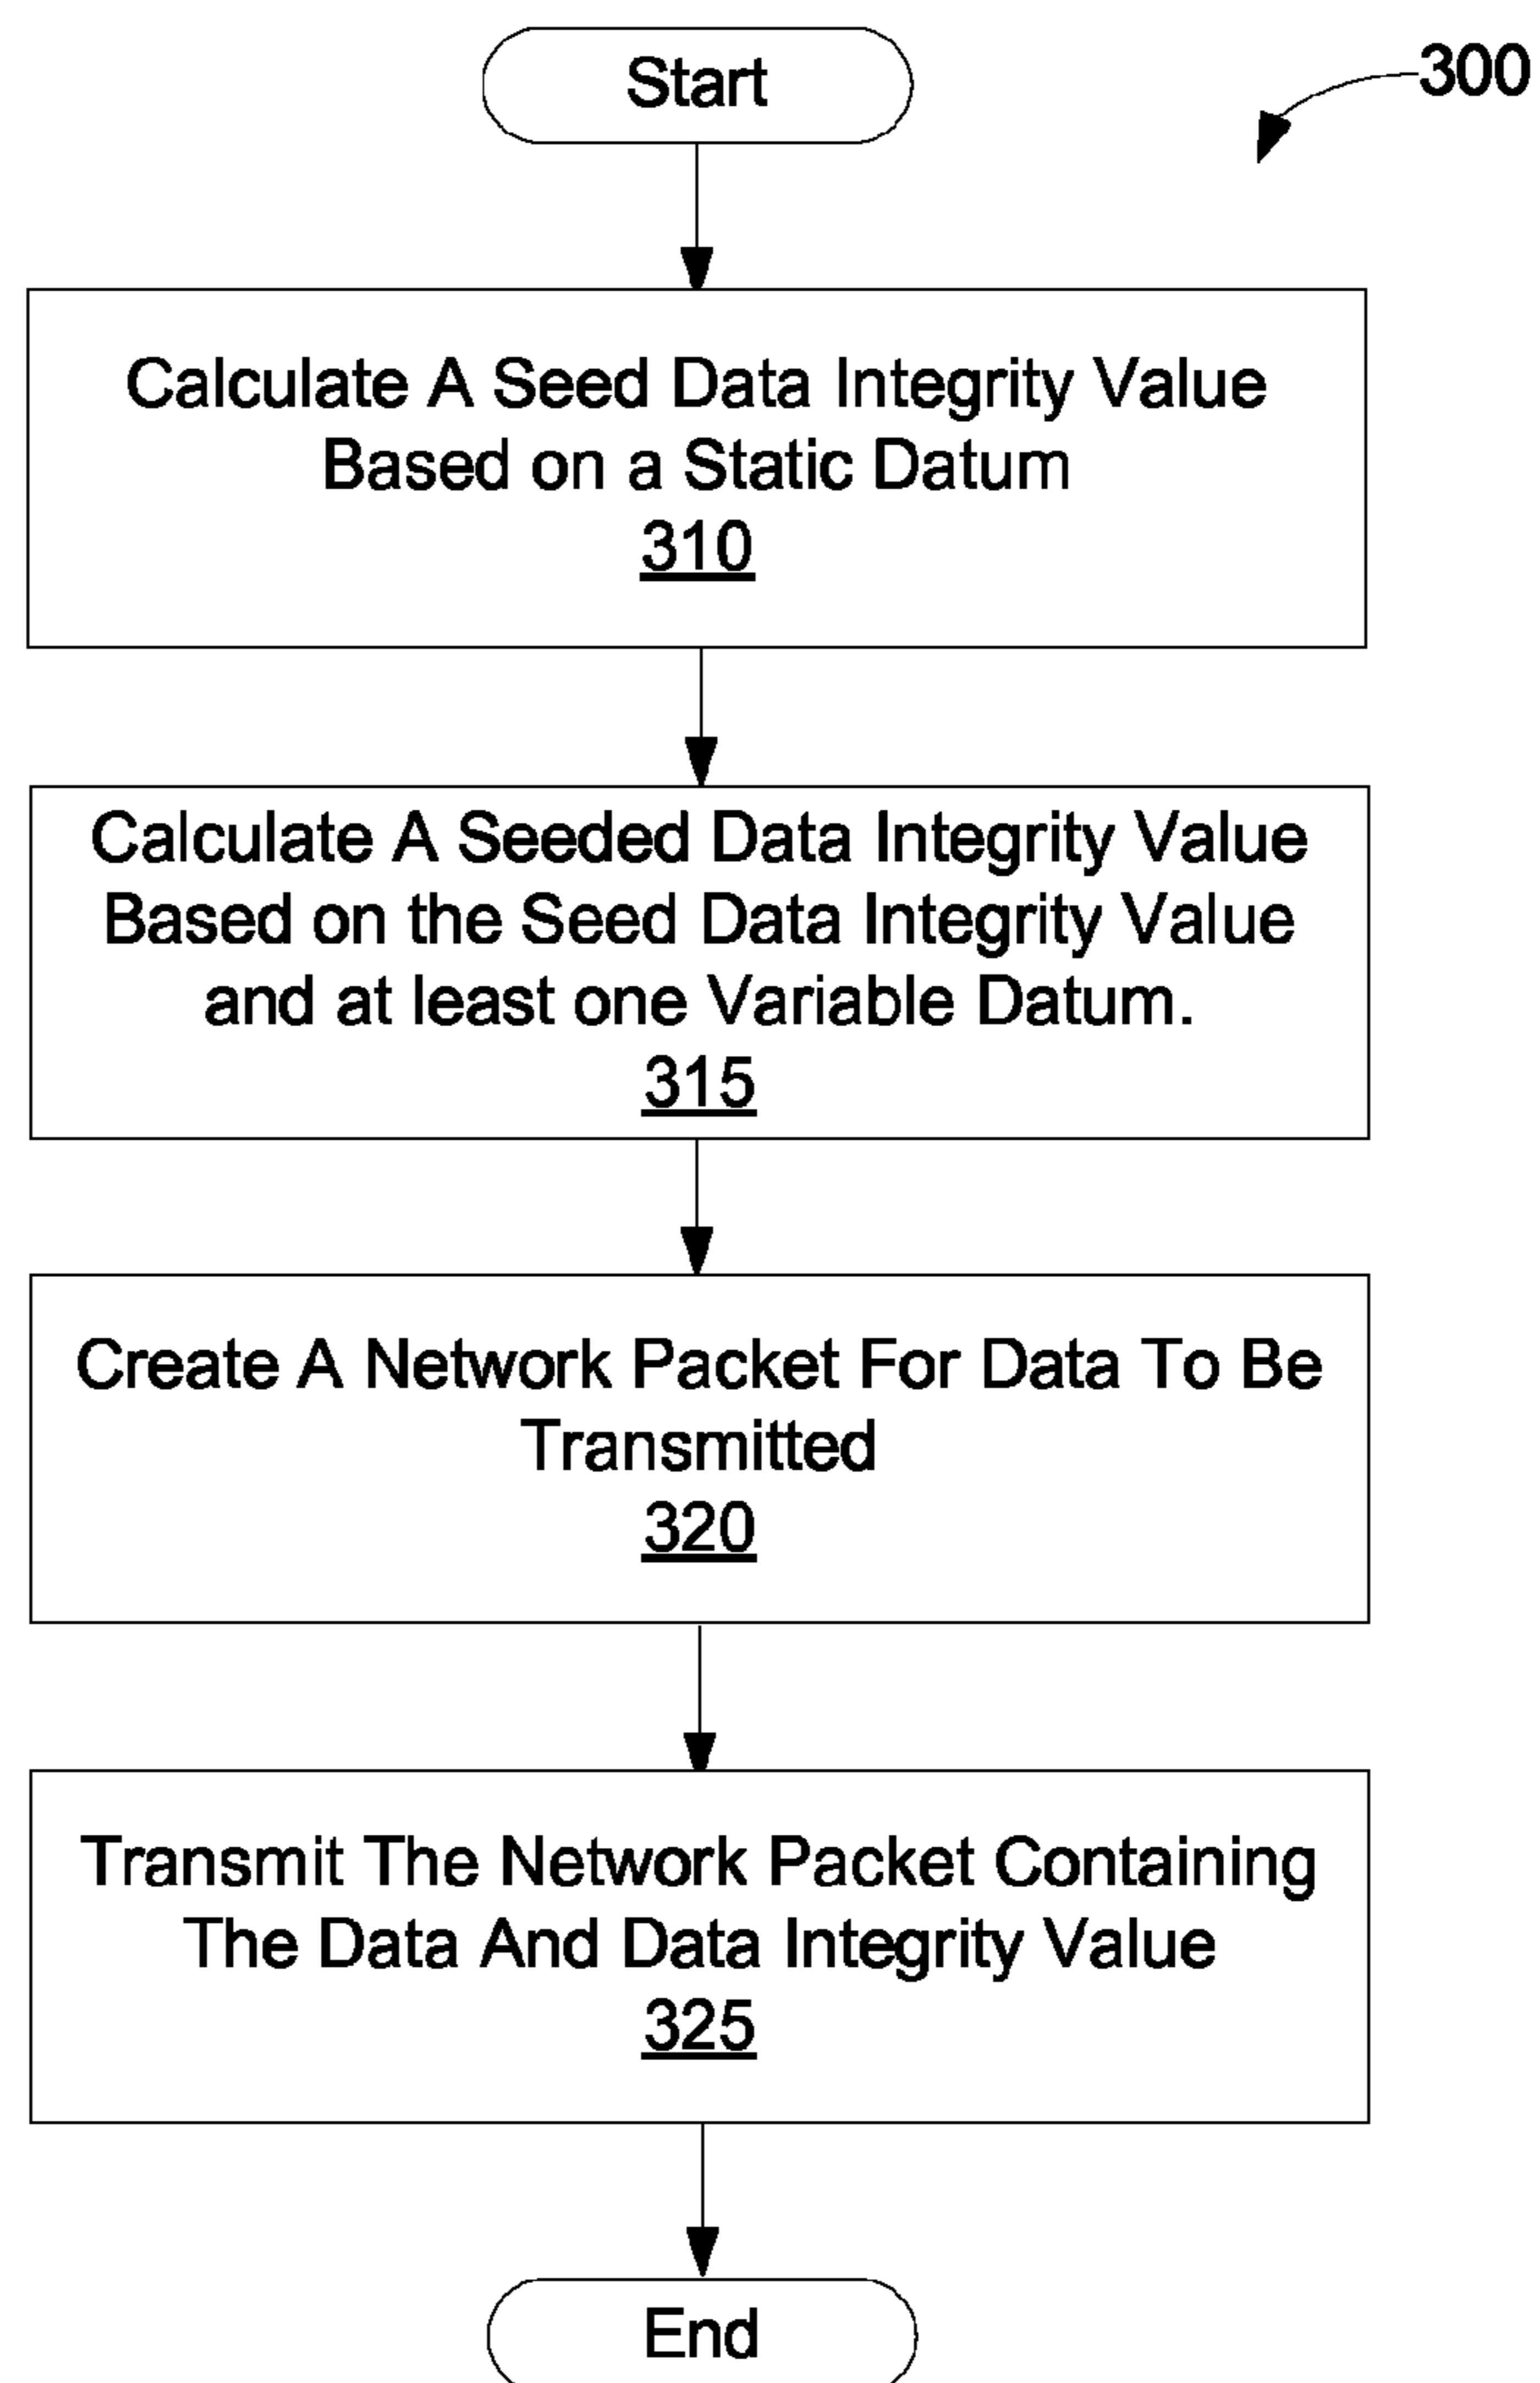 Start
300
Calculate A Seed Data Integrity Value
Based on a Static Datum
310
Calculate A Seeded Data Integrity Value
Based on the Seed Data Integrity Value
and at least one Variable Datum.
315
Create A Network Packet For Data To Be
Transmitted
320
Transmit The Network Packet Containing
The Data And Data Integrity Value
325
End